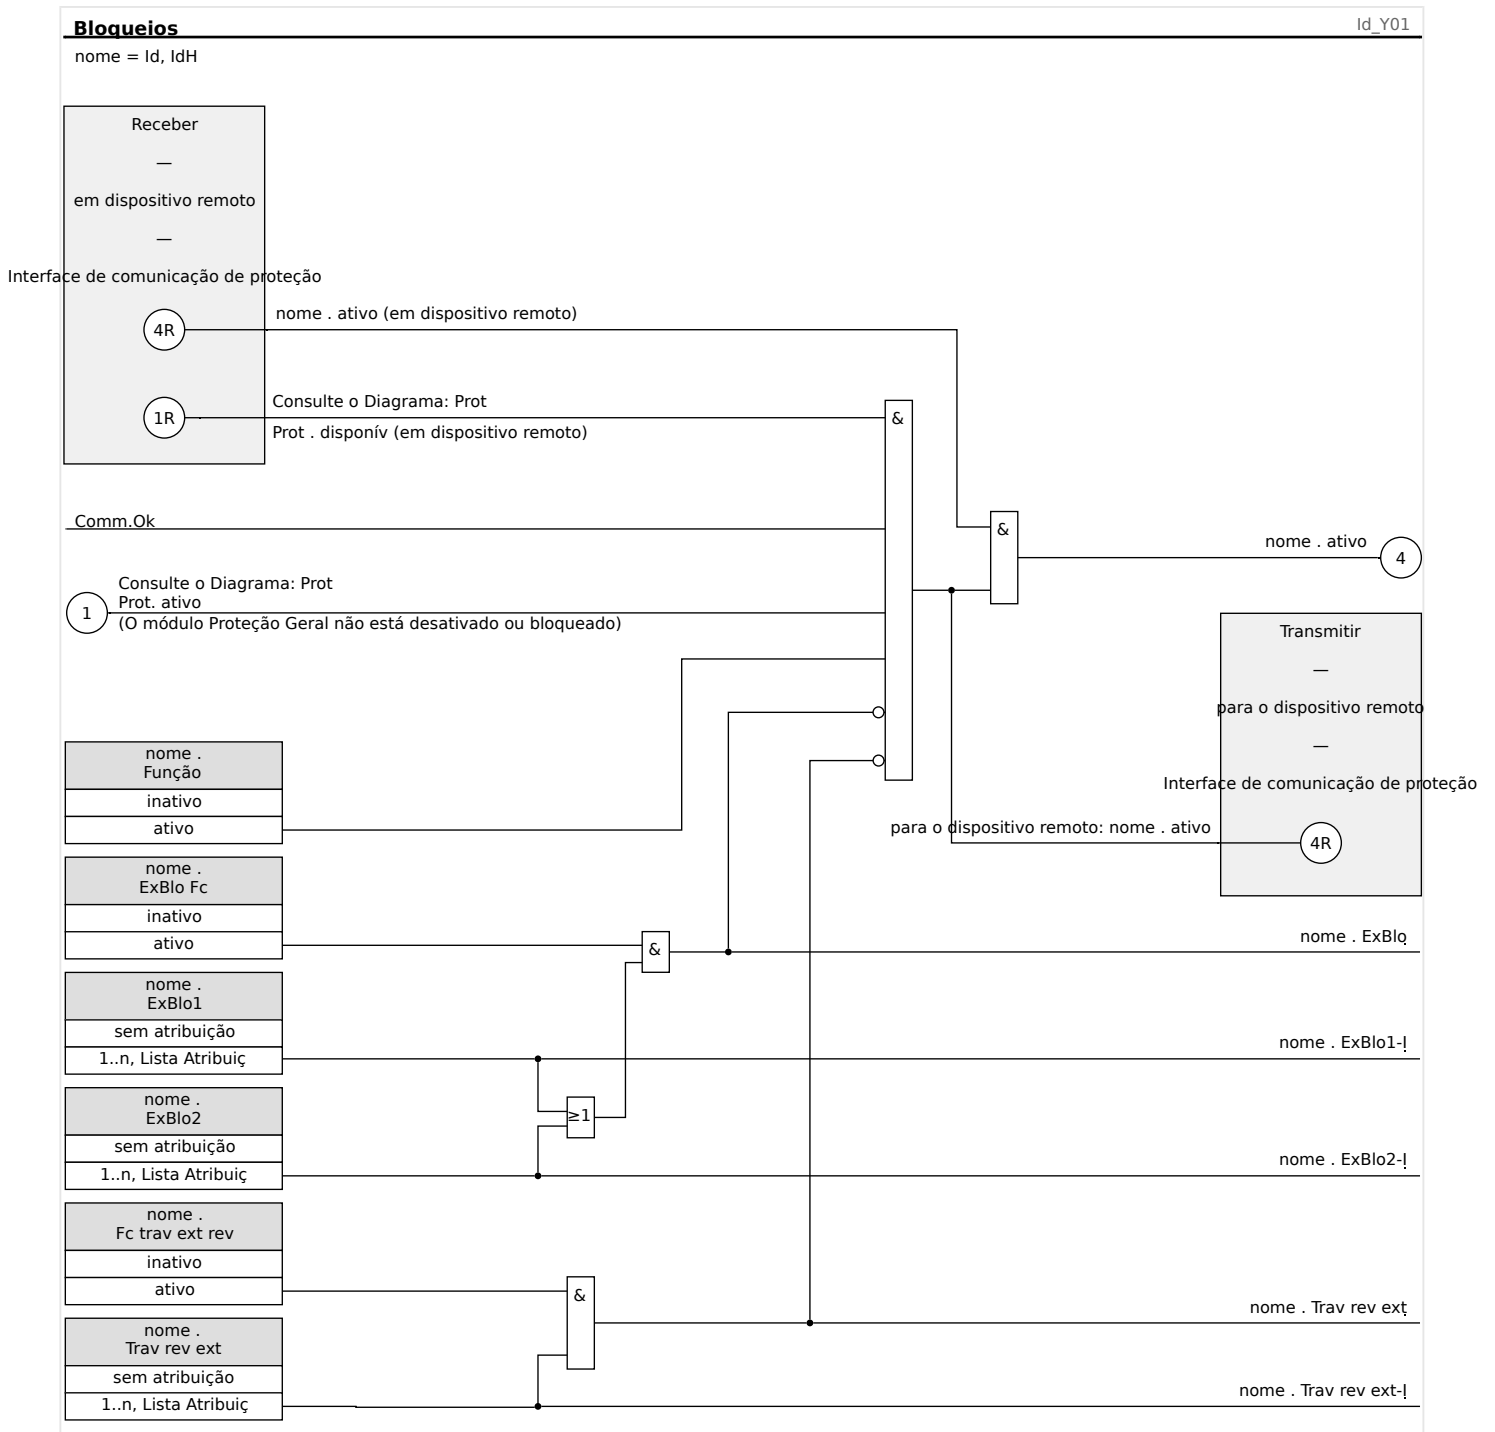 Bloqueios
Id_Y01
nome = Id, IdH
Receber
—
em dispositivo remoto
—
Interface de comunicação de proteção
4R
nome . ativo (em dispositivo remoto)
1R
Consulte o Diagrama: Prot
Prot . disponív (em dispositivo remoto)
&
Comm.Ok
&
nome . ativo
4
1
Consulte o Diagrama: Prot
Prot. ativo
(O módulo Proteção Geral não está desativado ou bloqueado)
Transmitir
—
para o dispositivo remoto
—
Interface de comunicação de proteção
para o dispositivo remoto: nome . ativo
4R
nome .
Função
inativo
ativo
nome .
ExBlo Fc
inativo
ativo
&
nome . ExBlo
nome .
ExBlo1
sem atribuição
1..n, Lista Atribuiç
nome . ExBlo1-I
nome .
ExBlo2
sem atribuição
1..n, Lista Atribuiç
≥1
nome . ExBlo2-I
nome .
Fc trav ext rev
inativo
ativo
&
nome . Trav rev ext
nome .
Trav rev ext
sem atribuição
1..n, Lista Atribuiç
nome . Trav rev ext-I